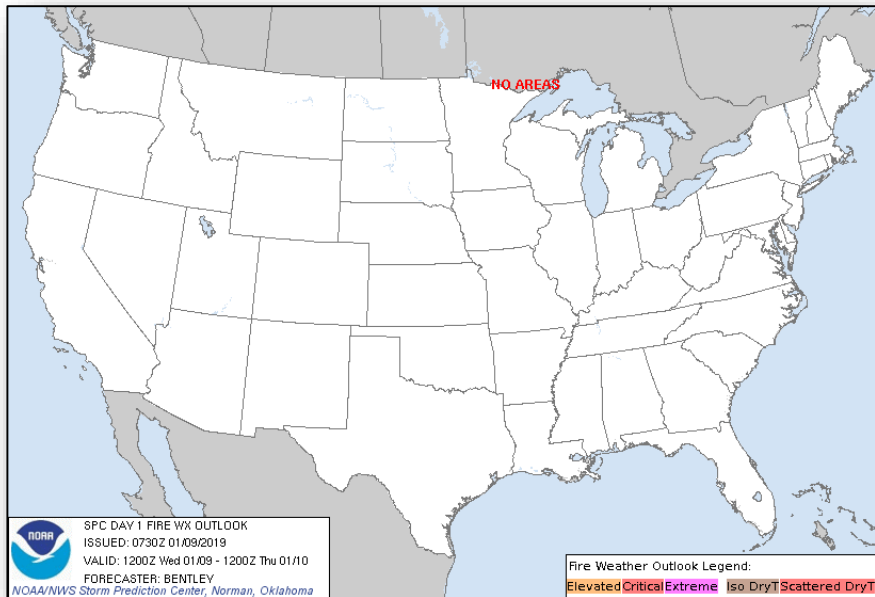 NO AREAS
NOAA
SPC DAY 1 FIRE WX OUTLOOK
ISSUED: 0730Z 01/09/2019
VALID: 1200Z Wed 01/09 - 1200Z Thu 01/10
FORECASTER: BENTLEY
NOAA/NWS Storm Prediction Center, Norman, Oklahoma
Fire Weather Outlook Legend:
Elevated Critical Extreme Iso DryT Scattered DryT